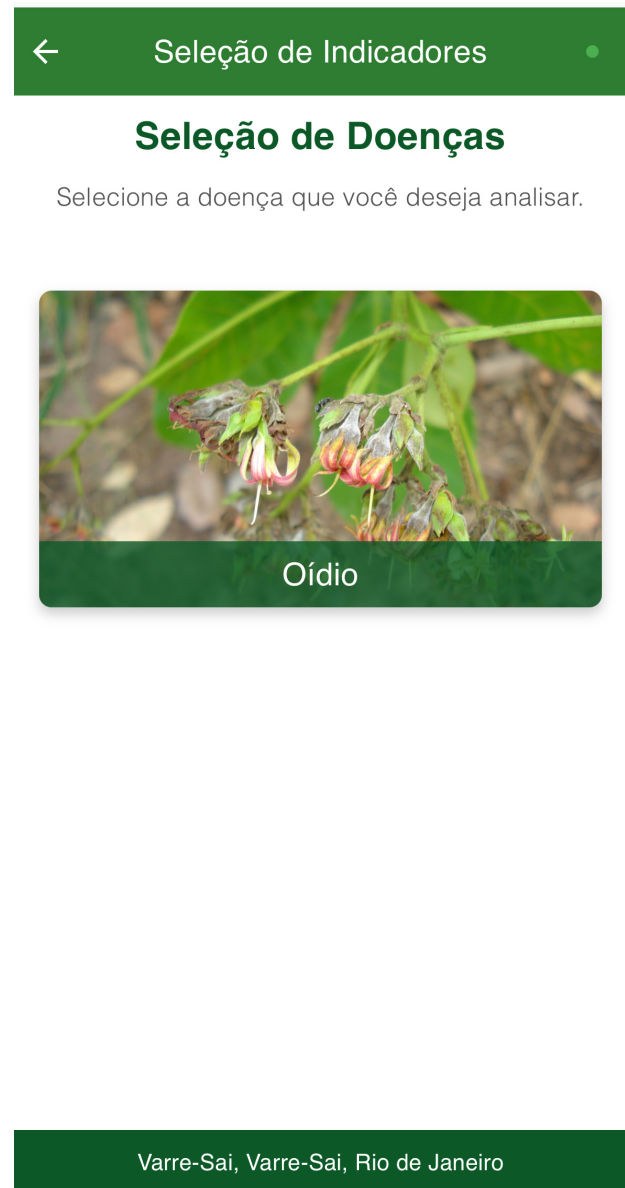 Seleção de Indicadores
Seleção de Doenças
Selecione a doença que você deseja analisar.
Oídio
Varre-Sai, Varre-Sai, Rio de Janeiro